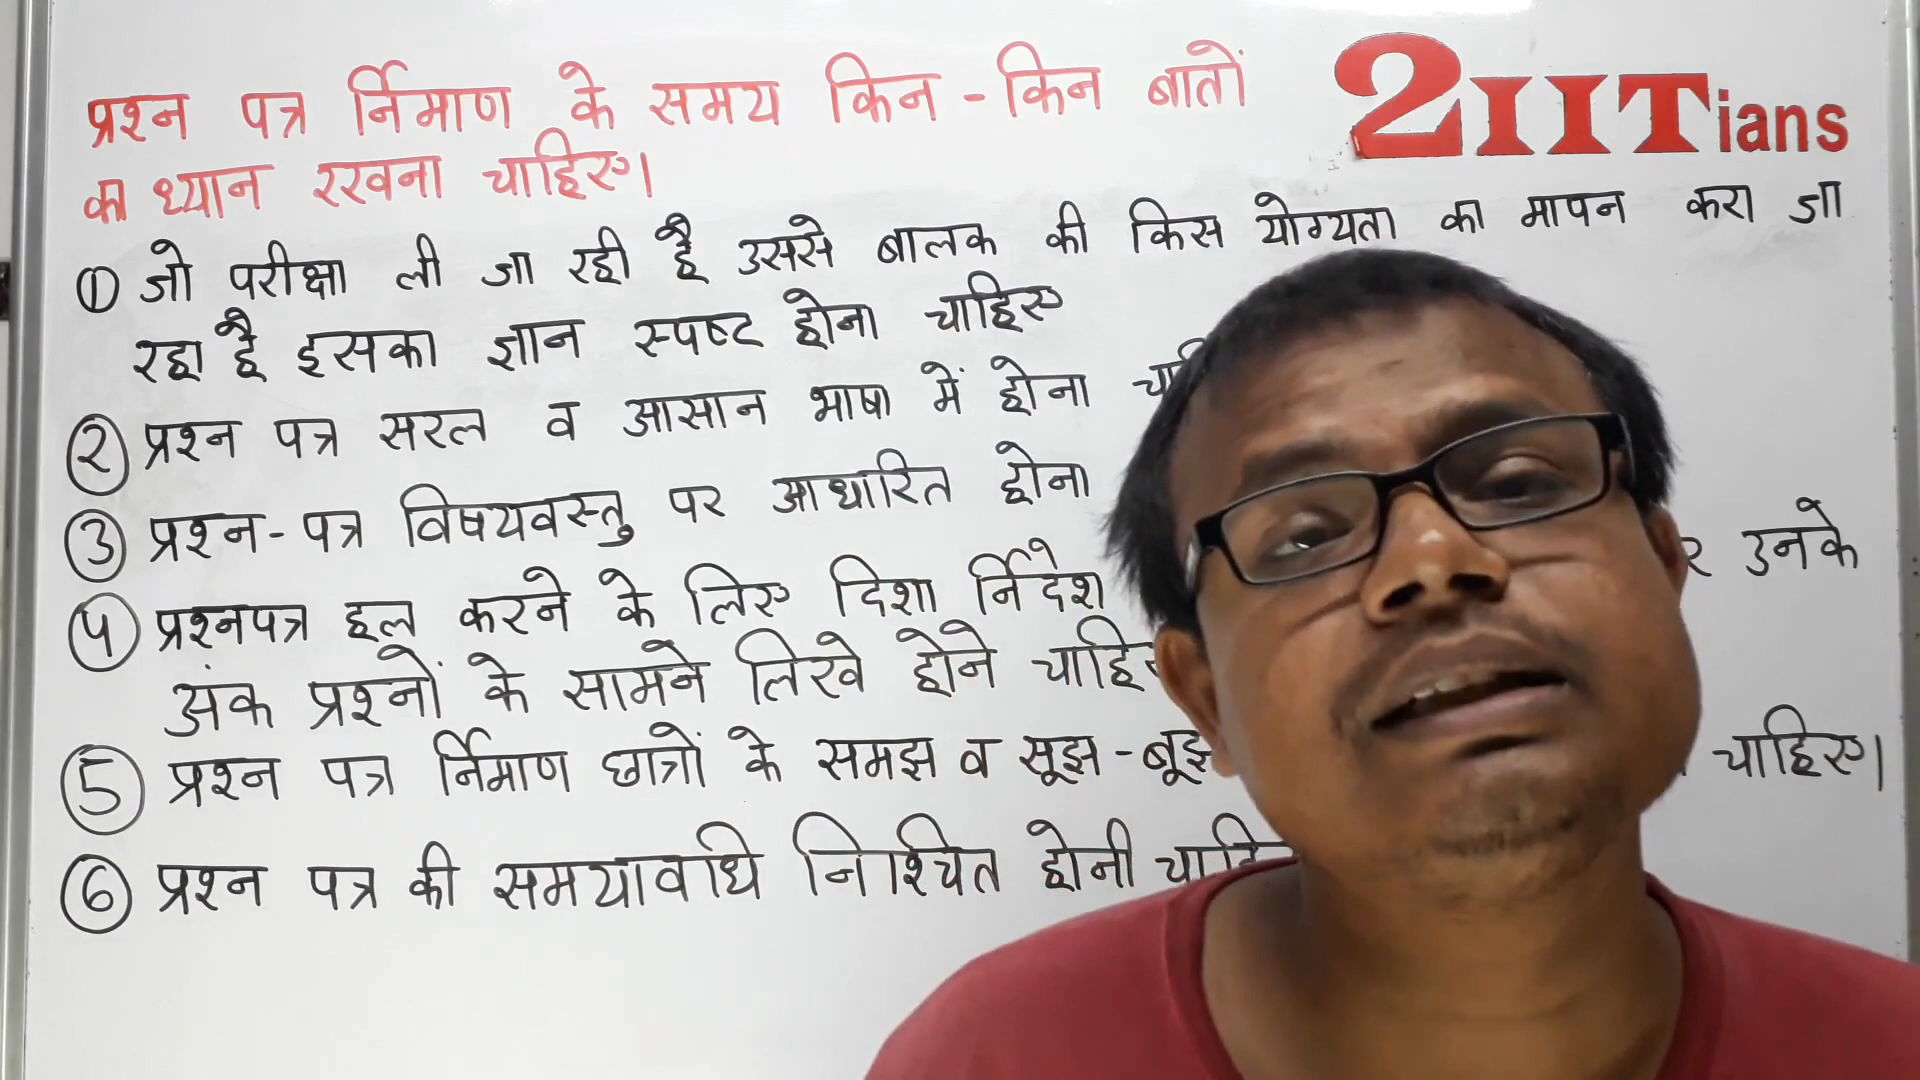 प्रश्न पत्र र्निमाण के समय किन - किन बातों
का ध्यान रखना चाहिए।
2IITians
① जो परीक्षा ली जा रही है उससे बालक की किस योग्यता का मापन करा जा
रहा है इसका ज्ञान स्पष्ट होना चाहिए
② प्रश्न पत्र सरल व आसान भाषा में होना
③ प्रश्न - पत्र विषयवस्तु पर आधारित होना
④ प्रश्नपत्र हल करने के लिए दिशा र्निदेश उनके
अंक प्रश्नों के सामने लिखे होने
⑤ प्रश्न पत्र र्निमाण छात्रों के समझ व सूझ - बूझ चाहिए।
⑥ प्रश्न पत्र की समयावधि निश्चित होनी